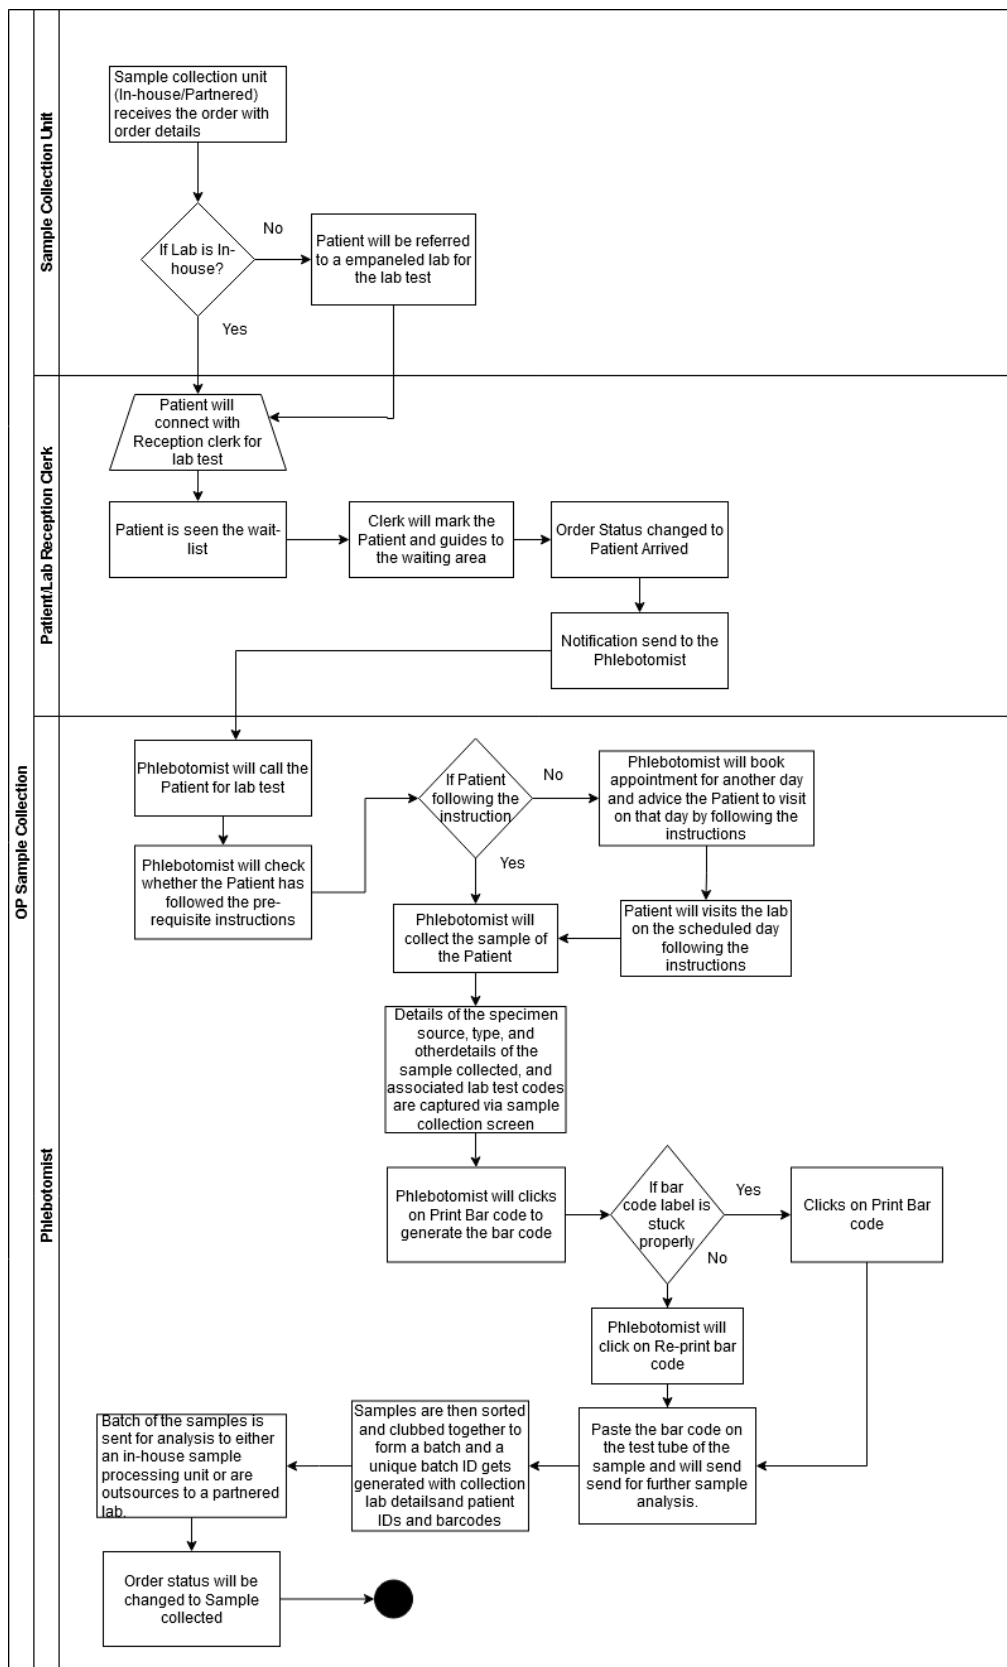 OP Sample Collection
Sample Collection Unit
Sample collection unit
(In-house/Partnered)
receives the order with
order details
If Lab is In-
house?
No
Patient will be referred
to a empaneled lab for
the lab test
Yes
Patient/Lab Reception Clerk
Patient will
connect with
Reception clerk for
lab test
Patient is seen the wait-
list
Clerk will mark the
Patient and guides to
the waiting area
Order Status changed to
Patient Arrived
Notification send to the
Phlebotomist
Phlebotomist
Phlebotomist will call the
Patient for lab test
Phlebotomist will check
whether the Patient has
followed the pre-
requisite instructions
If Patient
following the
instruction
No
Phlebotomist will book
appointment for another day
and advice the Patient to visit
on that day by following the
instructions
Yes
Patient will visits the lab
on the scheduled day
following the
instructions
Phlebotomist will
collect the sample of
the Patient
Details of the specimen
source, type, and
otherdetails of the
sample collected, and
associated lab test codes
are captured via sample
collection screen
Phlebotomist will clicks
on Print Bar code to
generate the bar code
If bar
code label is
stuck
properly
Yes
Clicks on Print Bar
code
No
Phlebotomist will
click on Re-print bar
code
Paste the bar code on
the test tube of the
sample and will send
send for further sample
analysis.
Samples are then sorted
and clubbed together to
form a batch and a
unique batch ID gets
generated with collection
lab detailsand patient
IDs and barcodes
Batch of the samples is
sent for analysis to either
an in-house sample
processing unit or are
outsources to a partnered
lab.
Order status will be
changed to Sample
collected